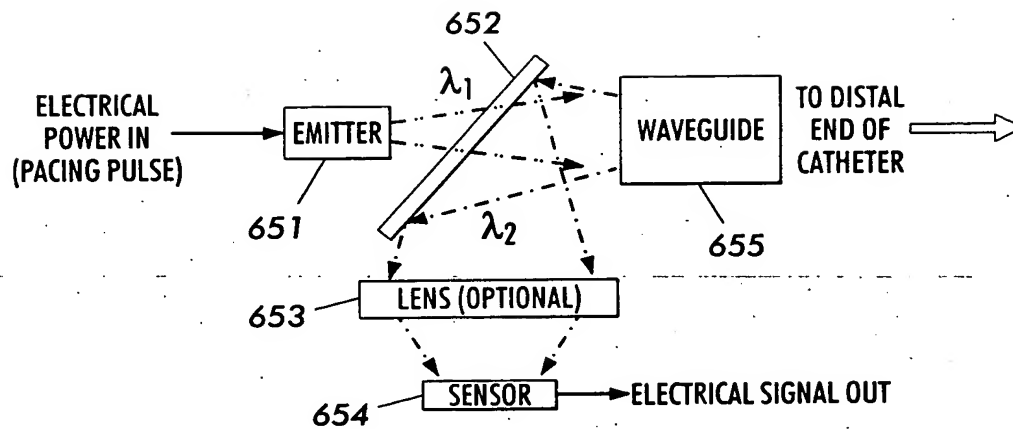 652
λ1
ELECTRICAL
POWER IN
(PACING PULSE)
EMITTER
WAVEGUIDE
TO DISTAL
END OF
CATHETER
651
λ2
655
LENS (OPTIONAL)
653
SENSOR
ELECTRICAL SIGNAL OUT
654